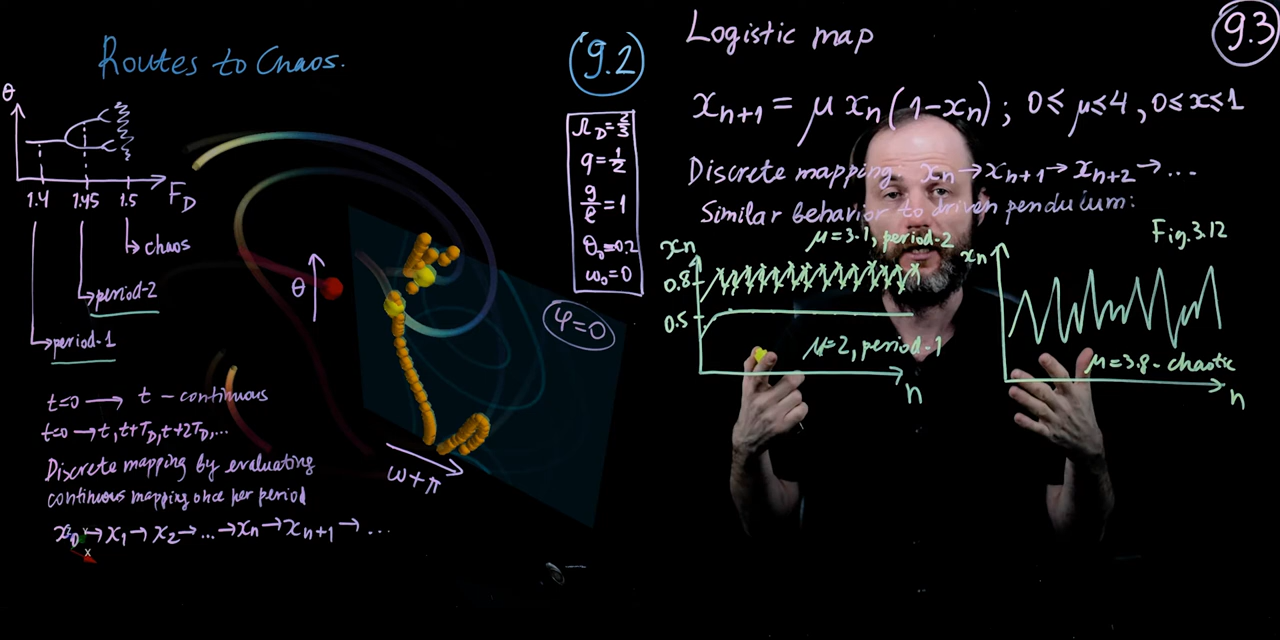 Routes to Chaos.
9.2
θ
1.4 1.45 1.5 F_D
chaos
period-2
period-1
t=0 → t - continuous
t=0 → t, t+T_D, t+2T_D, ...
Discrete mapping by evaluating
continuous mapping once per period
x_0 → x_1 → x_2 → ... → x_n → x_{n+1} → ...
Y
x
θ
ω+π
Ω_D = 2/3
q = 1/2
g/ℓ = 1
θ_0 = 0.2
ω_0 = 0
φ=0
Logistic map
9.3
x_{n+1} = μ x_n (1-x_n) ; 0 ≤ μ ≤ 4, 0 ≤ x ≤ 1
Discrete mapping x_n → x_{n+1} → x_{n+2} → ...
Similar behavior to driven pendulum:
μ=3.1, period-2
Fig.3.12
x_n
0.8
0.5
μ=2, period-1
n
x_n
μ=3.8 - chaotic
n